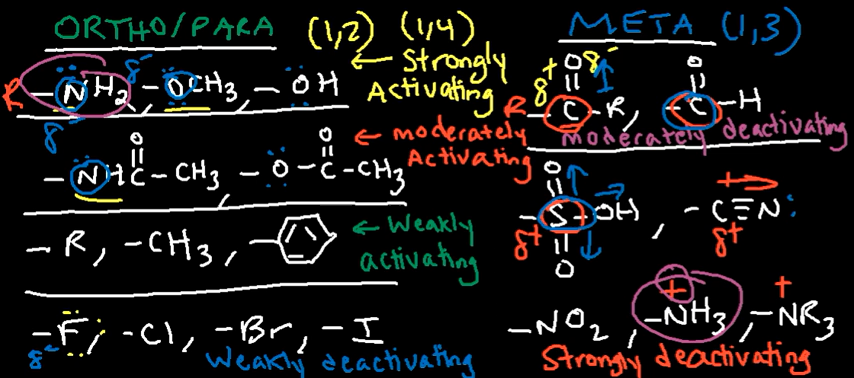 ORTHO/PARA (1,2) (1,4)
δ⁻
R -NH₂, -OCH₃, -OH
δ⁻
← Strongly
Activating
-NH-C-CH₃, -O-C-CH₃
O O
← moderately
Activating
-R, -CH₃, -
← Weakly
activating
-F, -Cl, -Br, -I
δ⁻
Weakly deactivating
META (1,3)
O δ⁻ O
δ⁺
R -C-R, -C-H
moderately deactivating
O
-S-OH, -C≡N:
δ⁺ δ⁺
O
+ +
-NO₂, -NH₃, -NR₃
Strongly deactivating